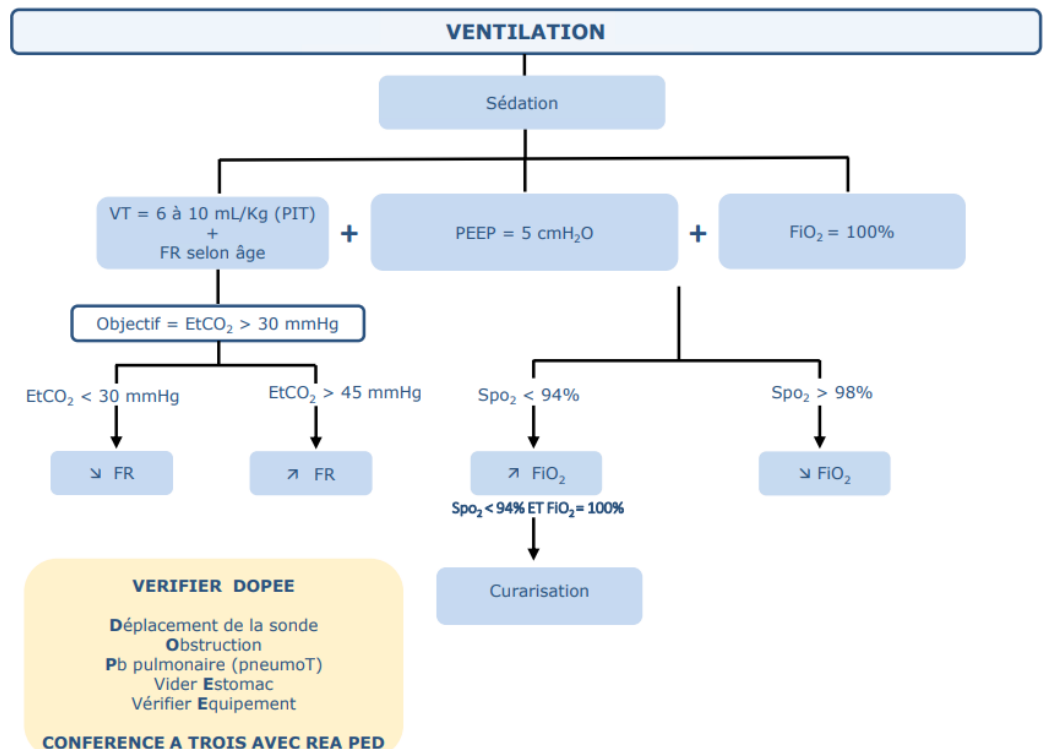 VENTILATION
Sédation
VT = 6 à 10 mL/Kg (PIT)
+
FR selon âge
+
PEEP = 5 cmH₂O
+
FiO₂ = 100%
Objectif = EtCO₂ > 30 mmHg
EtCO₂ < 30 mmHg
EtCO₂ > 45 mmHg
Spo₂ < 94%
Spo₂ > 98%
↘ FR
↗ FR
↗ FiO₂
↘ FiO₂
Spo₂ < 94% ET FiO₂ = 100%
Curarisation
VERIFIER DOPEE
Déplacement de la sonde
Obstruction
Pb pulmonaire (pneumoT)
Vider Estomac
Vérifier Equipement
CONFERENCE A TROIS AVEC REA PED